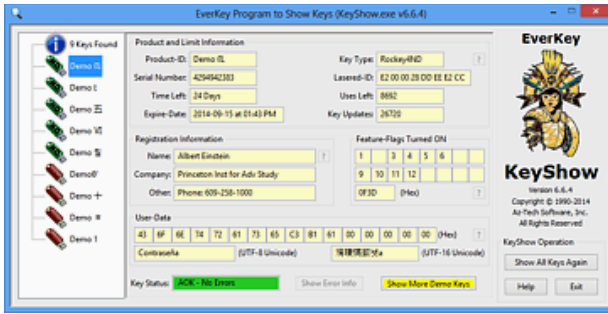 EverKey Program to Show Keys (KeyShow.exe v6.6.4)
9 Keys Found
Demo
Demo
Demo 五
Demo
Demo
Demo
Demo 十
Demo
Demo 1
Product and Limit Information
Product-ID: Demo
Key Type: Rockey4ND
?
Serial Number: 4294942383
Lasered-ID: E2 00 00 28 DD EE E2 CC
Time Left: 24 Days
Uses Left: 8692
Expire-Date: 2014-09-15 at 01:43 PM
Key Updates: 26720
Registration Information
Name: Albert Einstein
?
Company: Princeton Inst for Adv Study
Other: Phone: 609-258-1000
Feature-Flags Turned ON
1 3 4 5 6
9 10 11 12
0F3D (Hex) ?
User-Data
43 6F 6E 74 72 61 73 65 C3 B1 61 00 00 00 00 00 (Hex) ?
Contraseña (UTF-8 Unicode) (UTF-16 Unicode)
Key Status: AOK - No Errors
Show Error Info
Show More Demo Keys
EverKey
KeyShow
Version 6.6.4
Copyright © 1990-2014
Az-Tech Software, Inc.
All Rights Reserved
KeyShow Operation
Show All Keys Again
Help
Exit